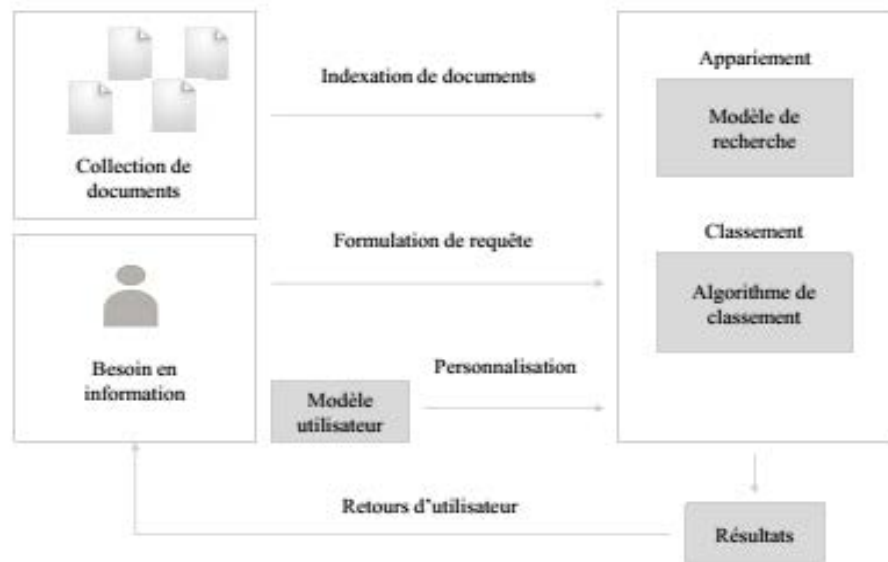 Collection de
documents
Indexation de documents
Appariement
Modèle de
recherche
Formulation de requête
Classement
Algorithme de
classement
Besoin en
information
Personnalisation
Modèle
utilisateur
Retours d'utilisateur
Résultats